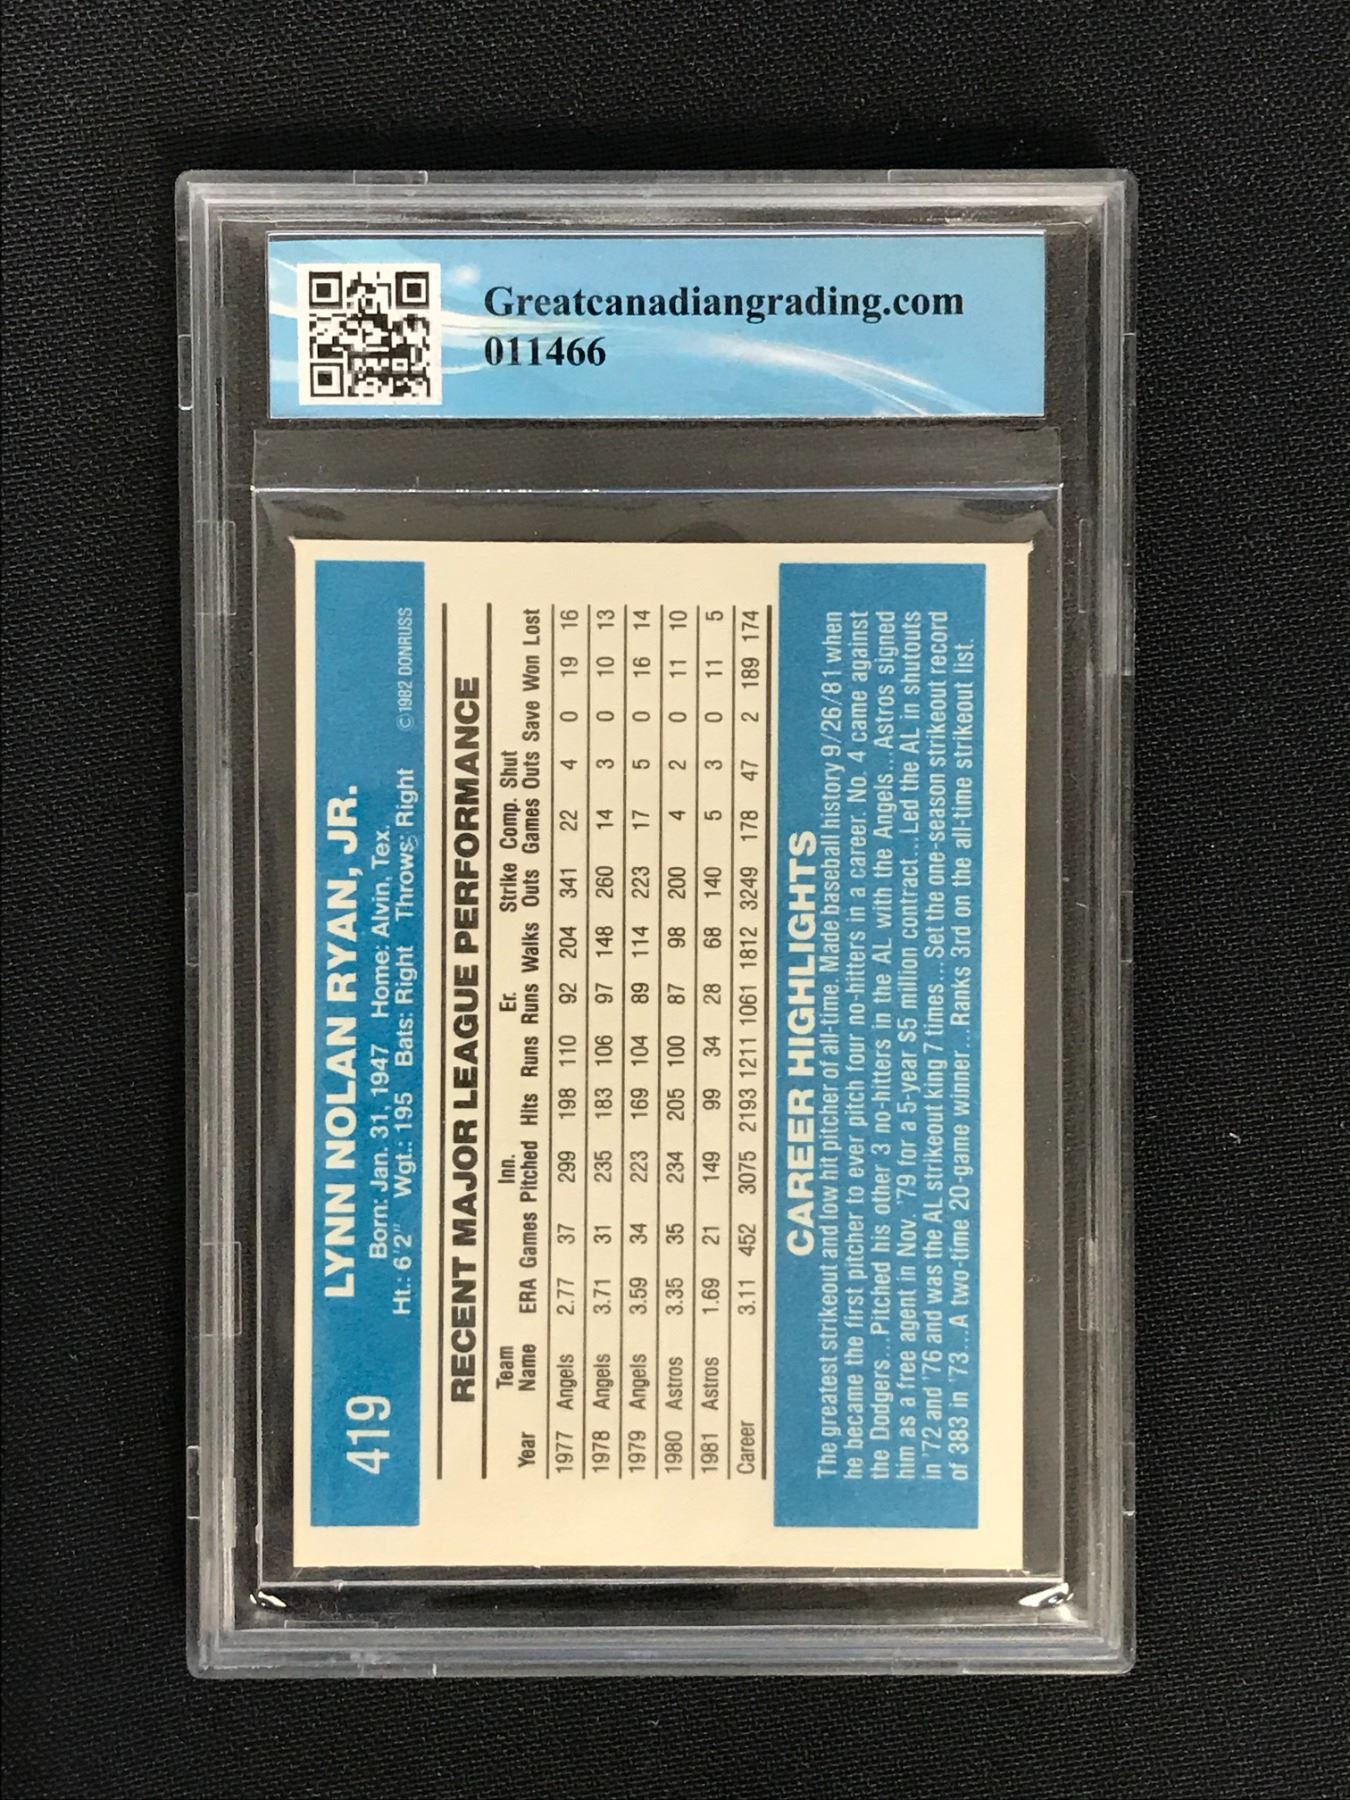 Greatcanadiangrading.com
011466
419 LYNN NOLAN RYAN, JR.
Born: Jan. 31, 1947 Home: Alvin, Tex.
Ht.: 6'2" Wgt.: 195 Bats: Right Throws: Right ©1982 DONRUSS
RECENT MAJOR LEAGUE PERFORMANCE
Team Inn. Er. Strike Comp. Shut
Year Name ERA Games Pitched Hits Runs Runs Walks Outs Games Outs Save Won Lost
1977 Angels 2.77 37 299 198 110 92 204 341 22 4 0 19 16
1978 Angels 3.71 31 235 183 106 97 148 260 14 3 0 10 13
1979 Angels 3.59 34 223 169 104 89 114 223 17 5 0 16 14
1980 Astros 3.35 35 234 205 100 87 98 200 4 2 0 11 10
1981 Astros 1.69 21 149 99 34 28 68 140 5 3 0 11 5
Career 3.11 452 3075 2193 1211 1061 1812 3249 178 47 2 189 174
CAREER HIGHLIGHTS
The greatest strikeout and low hit pitcher of all-time. Made baseball history 9/26/81 when
he became the first pitcher to ever pitch four no-hitters in a career. No. 4 came against
the Dodgers...Pitched his other 3 no-hitters in the AL with the Angels...Astros signed
him as a free agent in Nov '79 for a 5-year $5 million contract...Led the AL in shutouts
in '72 and '76 and was the AL strikeout king 7 times...Set the one-season strikeout record
of 383 in '73...A two-time 20-game winner...Ranks 3rd on the all-time strikeout list.